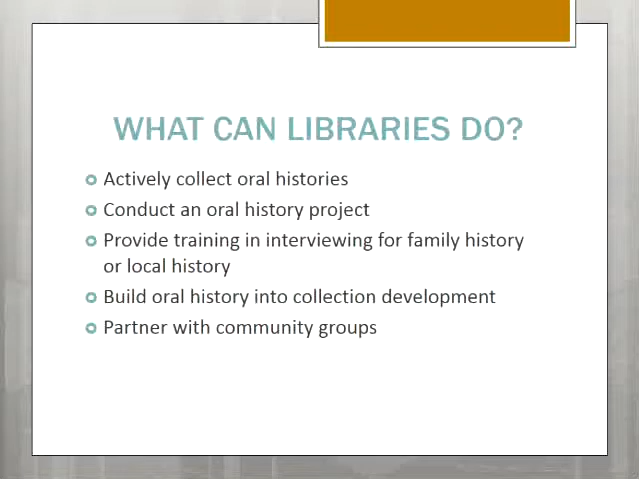 WHAT CAN LIBRARIES DO?
Actively collect oral histories
Conduct an oral history project
Provide training in interviewing for family history
or local history
Build oral history into collection development
Partner with community groups